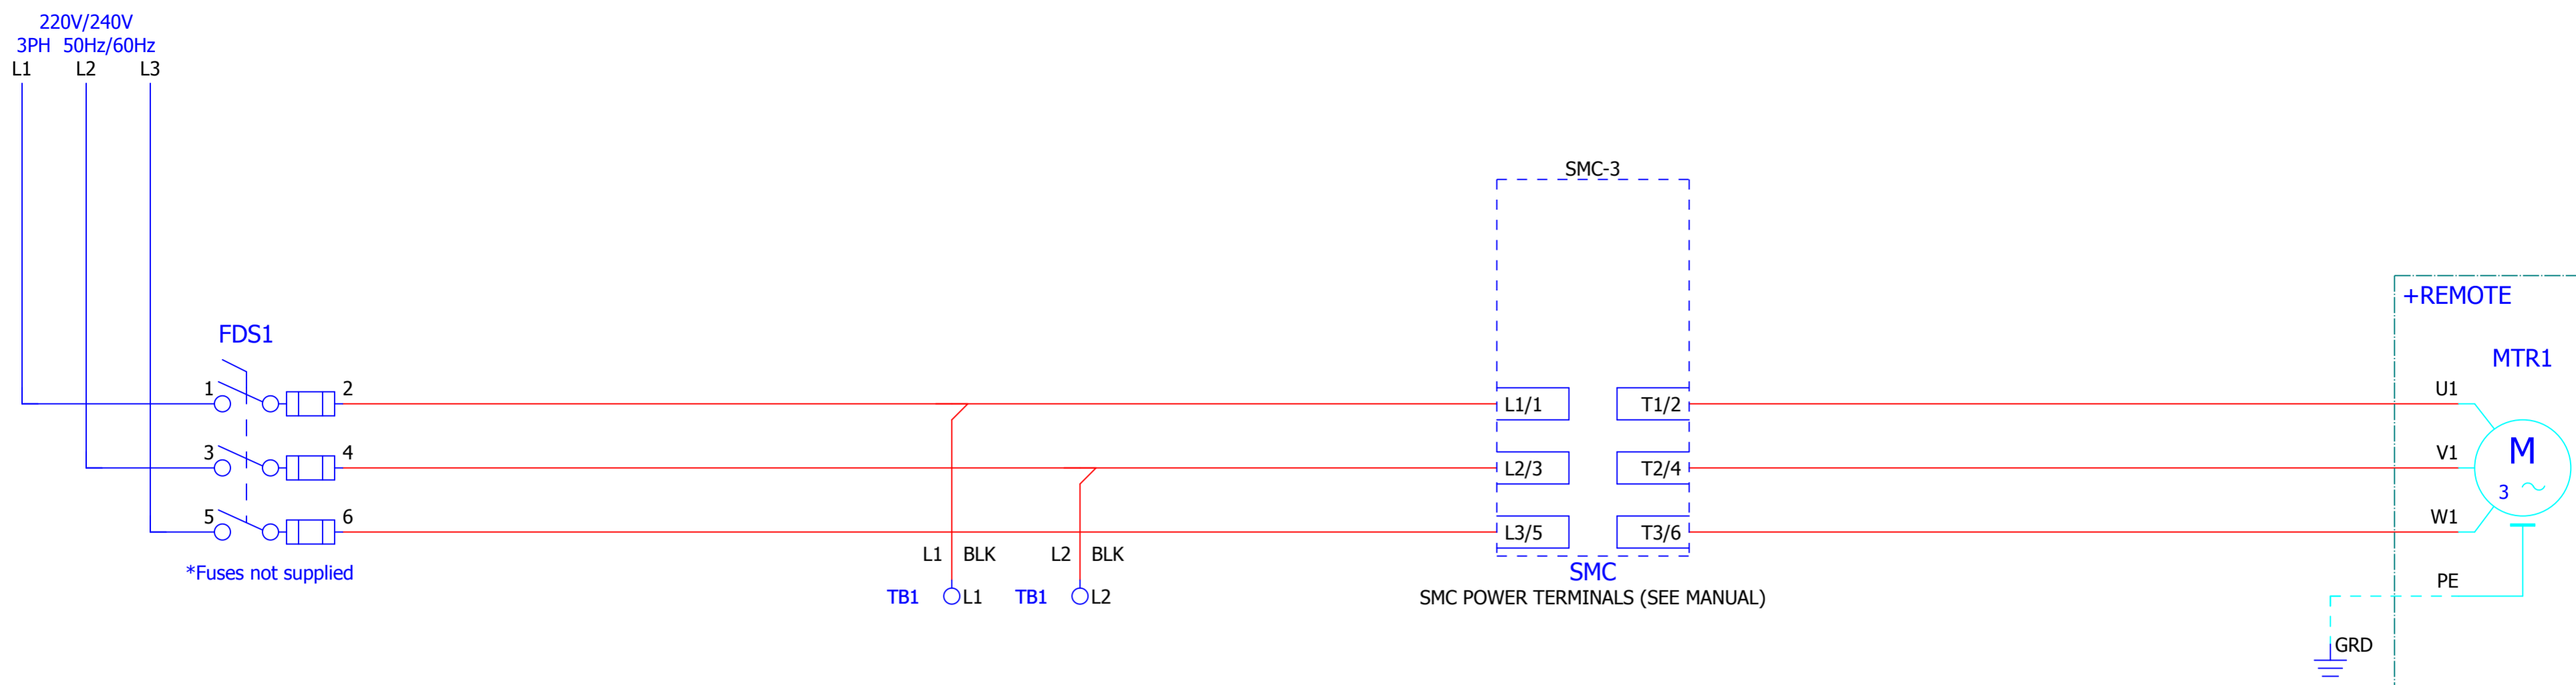 220V/240V
3PH 50Hz/60Hz
L1 L2 L3
SMC-3
+REMOTE
FDS1
MTR1
1 2
L1/1 T1/2
U1
3 4
L2/3 T2/4
V1
M
3 ~
5 6
L3/5 T3/6
W1
L1 BLK L2 BLK
*Fuses not supplied
SMC
PE
TB1 L1 TB1 L2
SMC POWER TERMINALS (SEE MANUAL)
GRD